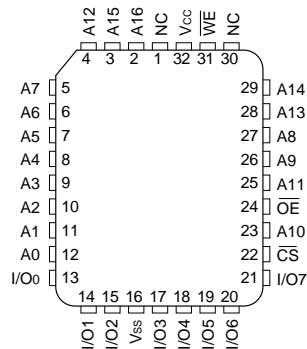 A12 A15 A16 NC Vcc W̅E̅ NC
4 3 2 1 32 31 30
A7 5 29 A14
A6 6 28 A13
A5 7 27 A8
A4 8 26 A9
A3 9 25 A11
A2 10 24 O̅E̅
A1 11 23 A10
A0 12 22 C̅S̅
I/O0 13 21 I/O7
14 15 16 17 18 19 20
I/O1 I/O2 Vss I/O3 I/O4 I/O5 I/O6